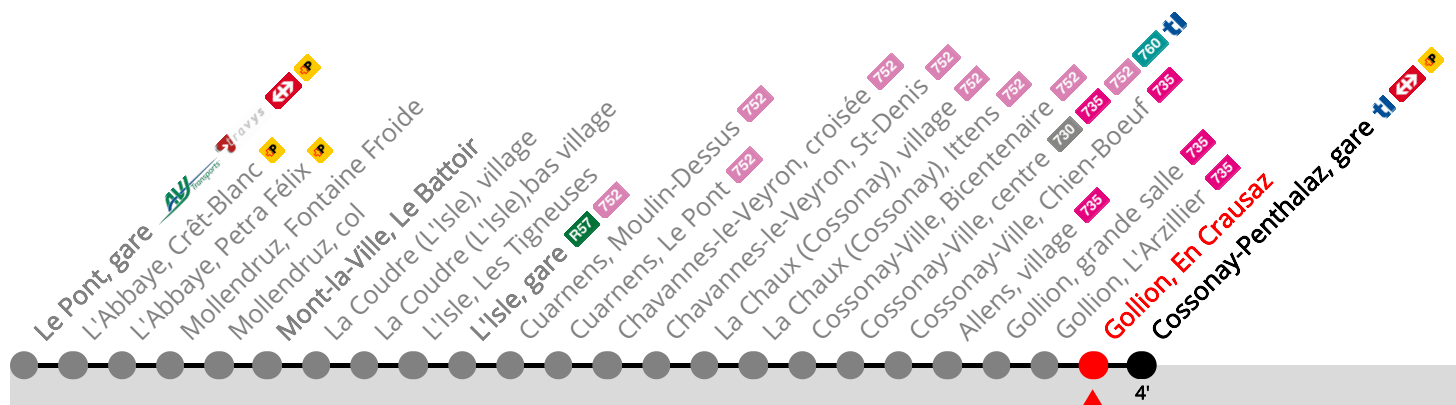 Le Pont, gare AVJ Transports travys P
L'Abbaye, Crêt-Blanc P
L'Abbaye, Petra Félix P
Mollendruz, Fontaine Froide
Mollendruz, col
Mont-la-Ville, Le Battoir
La Coudre (L'Isle), village
La Coudre (L'Isle),bas village
L'Isle, Les Tigneuses
L'Isle, gare R57 752
Cuarnens, Moulin-Dessus 752
Cuarnens, Le Pont 752
Chavannes-le-Veyron, croisée 752
Chavannes-le-Veyron, St-Denis 752
La Chaux (Cossonay), village 752
La Chaux (Cossonay), Ittens 752
Cossonay-Ville, Bicentenaire 752
Cossonay-Ville, centre 730 735 752 760 tl
Cossonay-Ville, Chien-Boeuf 735
Allens, village 735
Gollion, grande salle 735
Gollion, L'Arzillier 735
Gollion, En Crausaz
Cossonay-Penthalaz, gare tl P
4'